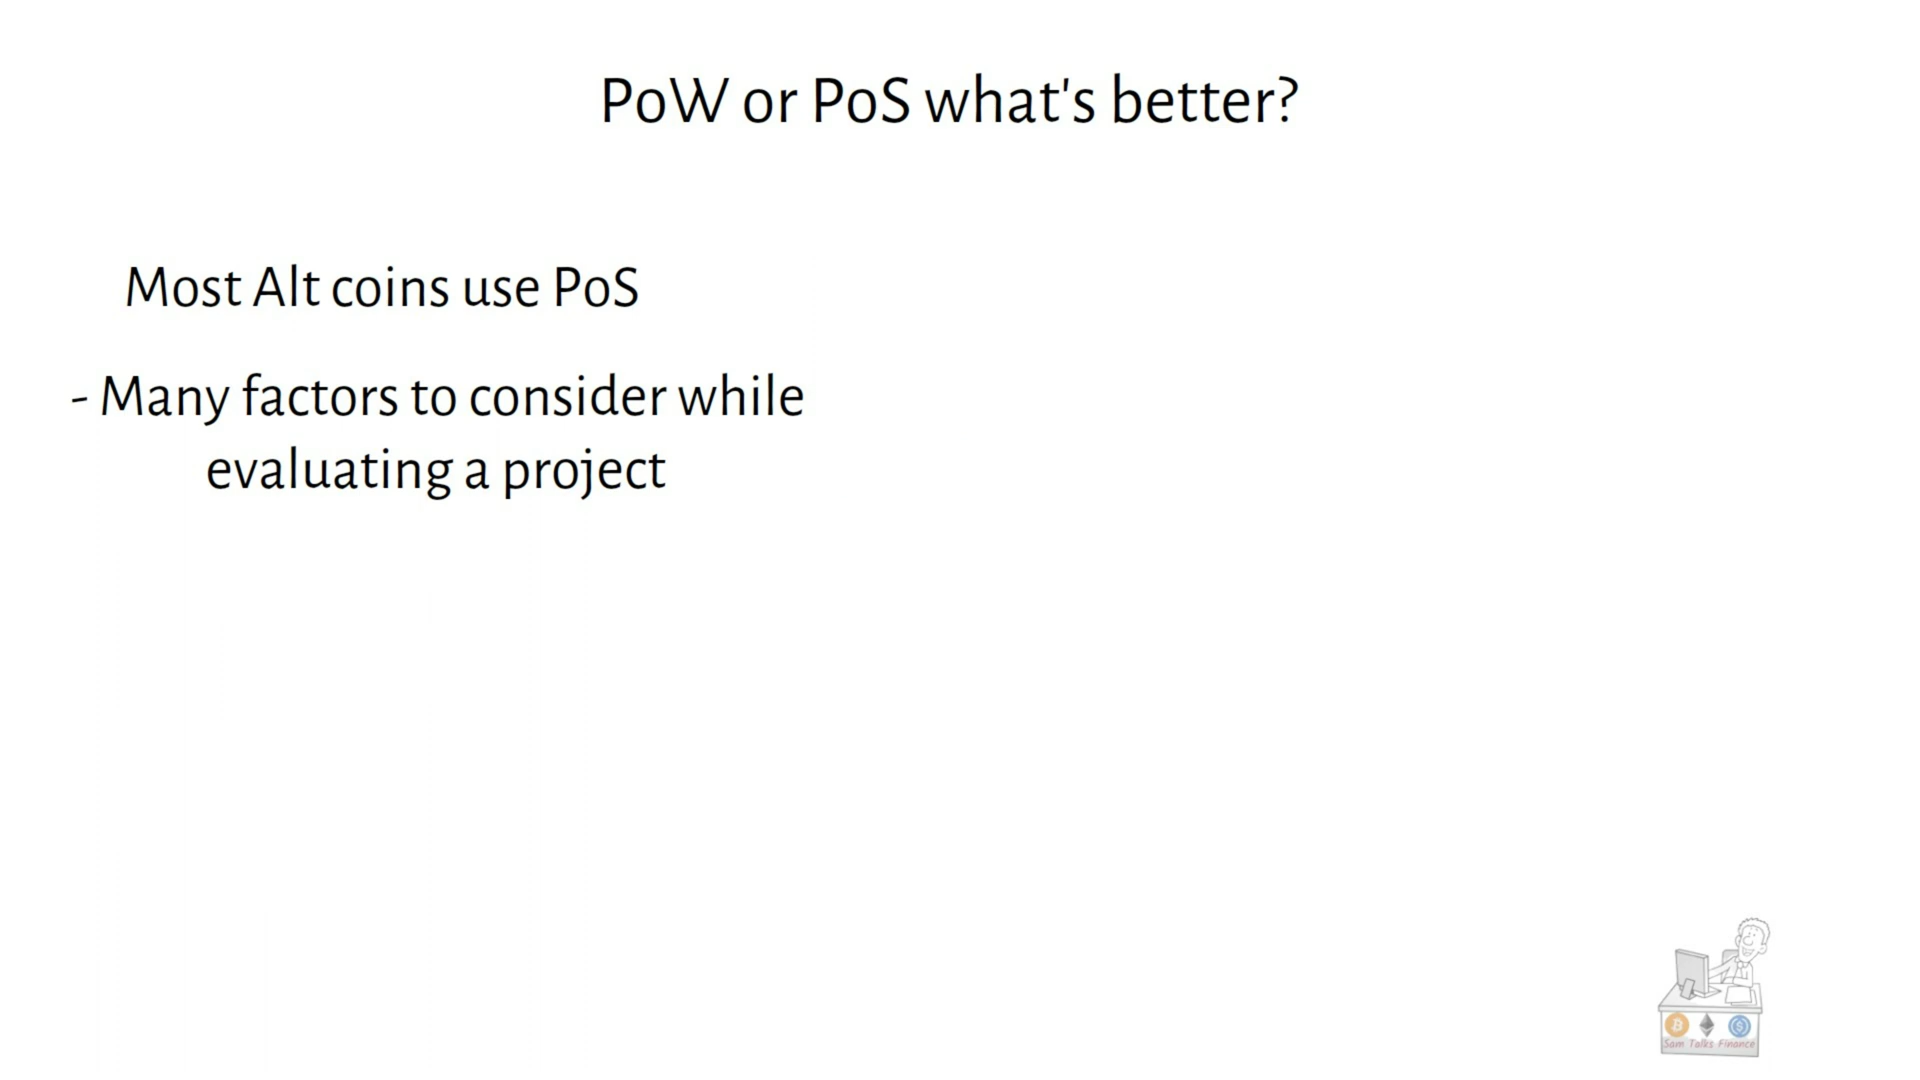 PoW or PoS what's better?
Most Alt coins use PoS
- Many factors to consider while
evaluating a project
Sam Talks Finance